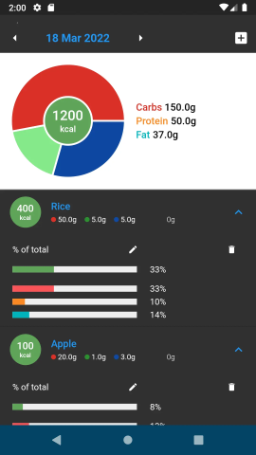 2:00
18 Mar 2022
1200
kcal
Carbs 150.0g
Protein 50.0g
Fat 37.0g
400
kcal
Rice
50.0g 5.0g 5.0g 0g
% of total
33%
33%
10%
14%
100
kcal
Apple
20.0g 1.0g 3.0g 0g
% of total
8%